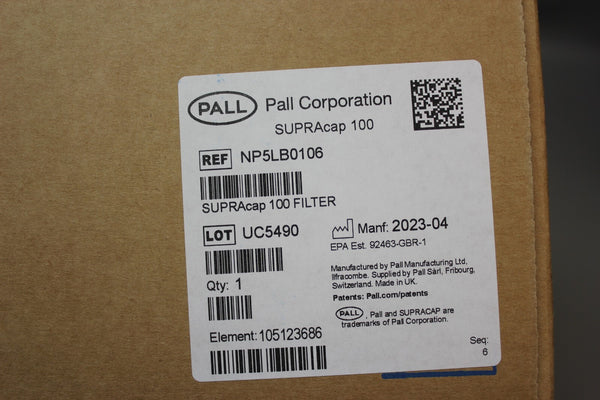 PALL Pall Corporation
SUPRAcap 100
REF NP5LB0106
SUPRAcap 100 FILTER
LOT UC5490
Manf: 2023-04
EPA Est. 92463-GBR-1
Qty: 1
Manufactured by Pall Manufacturing Ltd,
Ilfracombe. Supplied by Pall Sàrl, Fribourg,
Switzerland. Made in UK.
Patents: Pall.com/patents
PALL , Pall and SUPRACAP are
trademarks of Pall Corporation.
Element: 105123686
Seq:
6